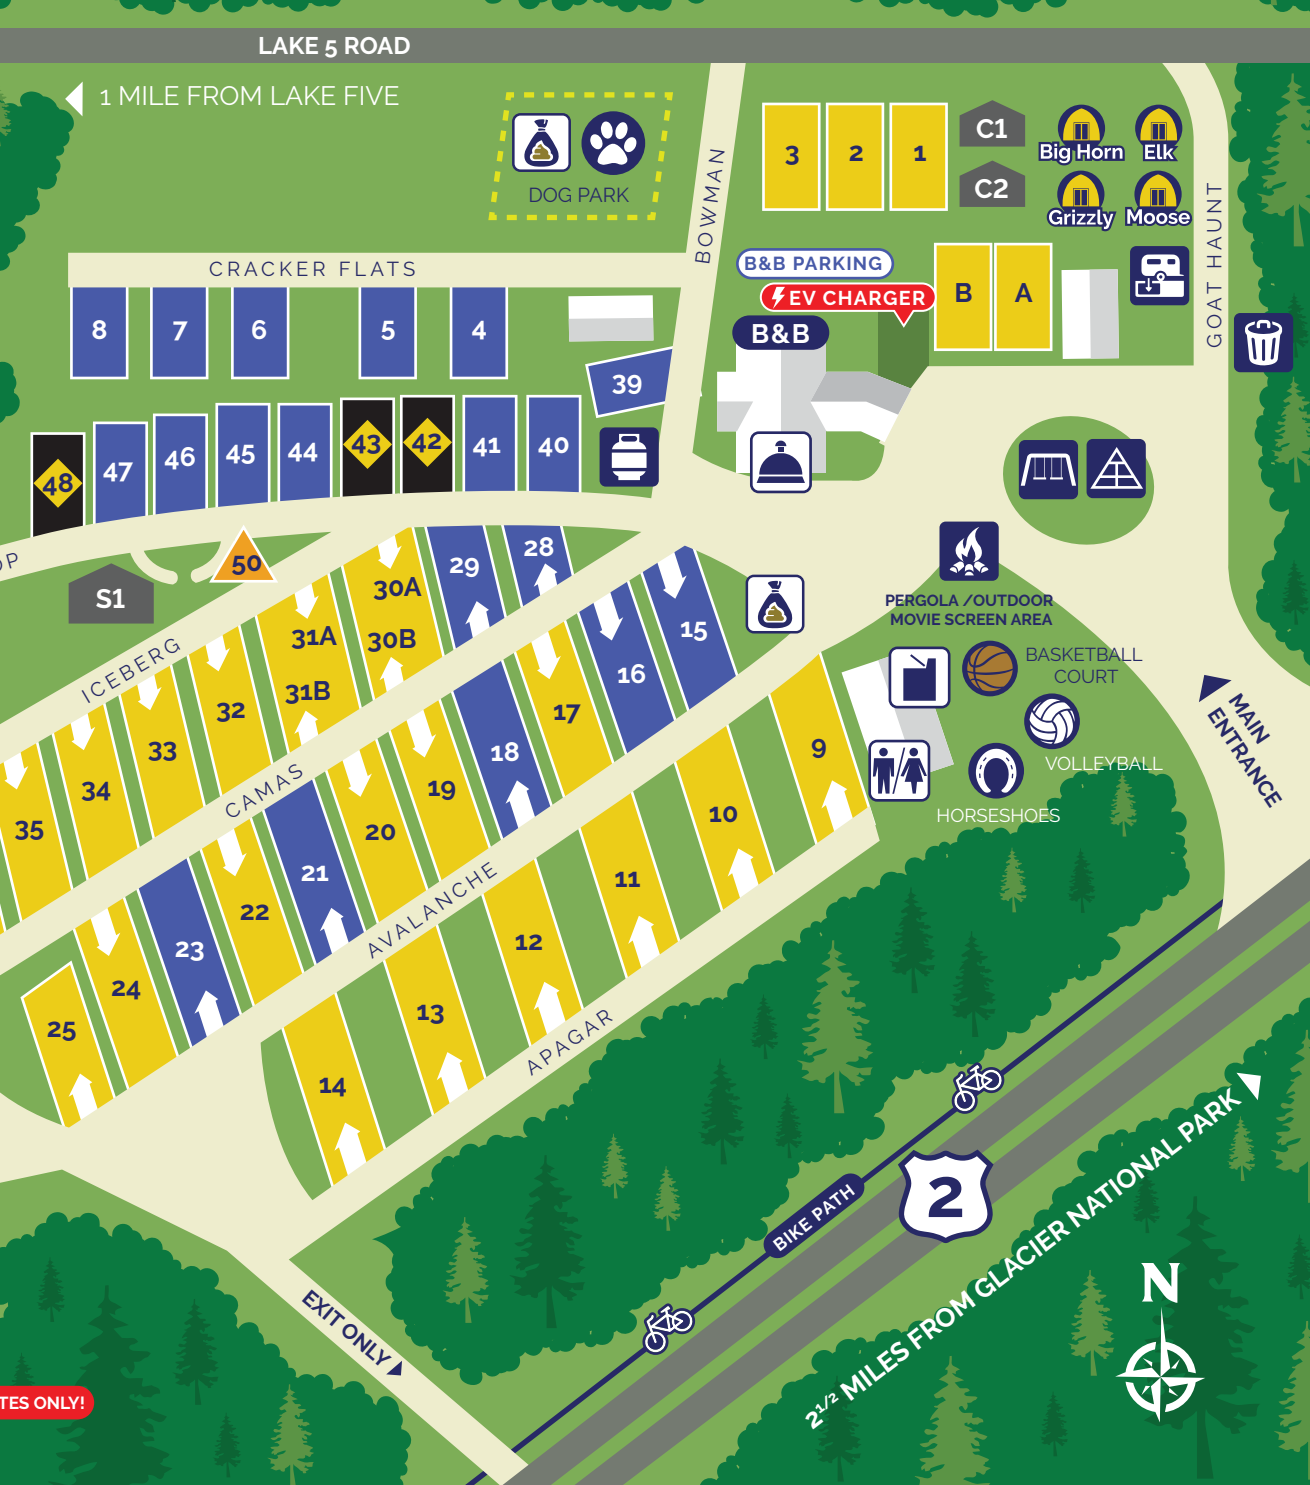 LAKE 5 ROAD
1 MILE FROM LAKE FIVE
DOG PARK
BOWMAN
3
2
1
C1
C2
Big Horn
Elk
Grizzly
Moose
GOAT HAUNT
CRACKER FLATS
B&B PARKING
EV CHARGER
B
A
B&B
8
7
6
5
4
39
48
47
46
45
44
43
42
41
40
OP
50
S1
ICEBERG
30A
30B
29
28
31A
31B
32
33
34
35
15
16
17
18
19
20
21
22
23
24
25
CAMAS
AVALANCHE
9
10
11
12
13
14
APAGAR
PERGOLA /OUTDOOR
MOVIE SCREEN AREA
BASKETBALL
COURT
VOLLEYBALL
HORSESHOES
MAIN
ENTRANCE
BIKE PATH
2
2 1/2 MILES FROM GLACIER NATIONAL PARK
N
EXIT ONLY
TES ONLY!